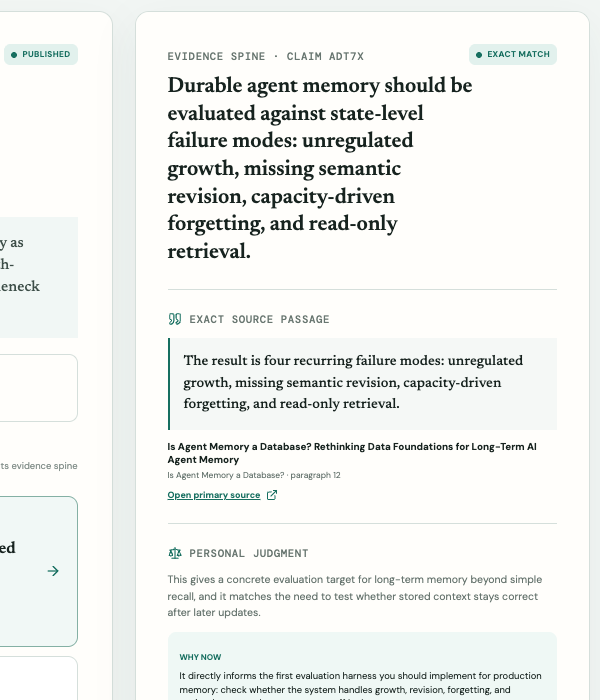 PUBLISHED
y as
h-
eneck
ts evidence spine
ed
EVIDENCE SPINE · CLAIM ADT7X
EXACT MATCH
Durable agent memory should be
evaluated against state-level
failure modes: unregulated
growth, missing semantic
revision, capacity-driven
forgetting, and read-only
retrieval.
EXACT SOURCE PASSAGE
The result is four recurring failure modes: unregulated
growth, missing semantic revision, capacity-driven
forgetting, and read-only retrieval.
Is Agent Memory a Database? Rethinking Data Foundations for Long-Term AI
Agent Memory
Is Agent Memory a Database? · paragraph 12
Open primary source
PERSONAL JUDGMENT
This gives a concrete evaluation target for long-term memory beyond simple
recall, and it matches the need to test whether stored context stays correct
after later updates.
WHY NOW
It directly informs the first evaluation harness you should implement for production
memory: check whether the system handles growth, revision, forgetting, and